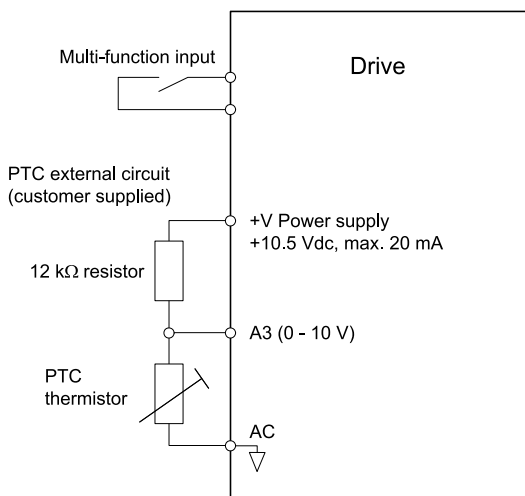 Multi-function input
Drive
PTC external circuit
(customer supplied)
+V Power supply
+10.5 Vdc, max. 20 mA
12 kΩ resistor
A3 (0 - 10 V)
PTC
thermistor
AC